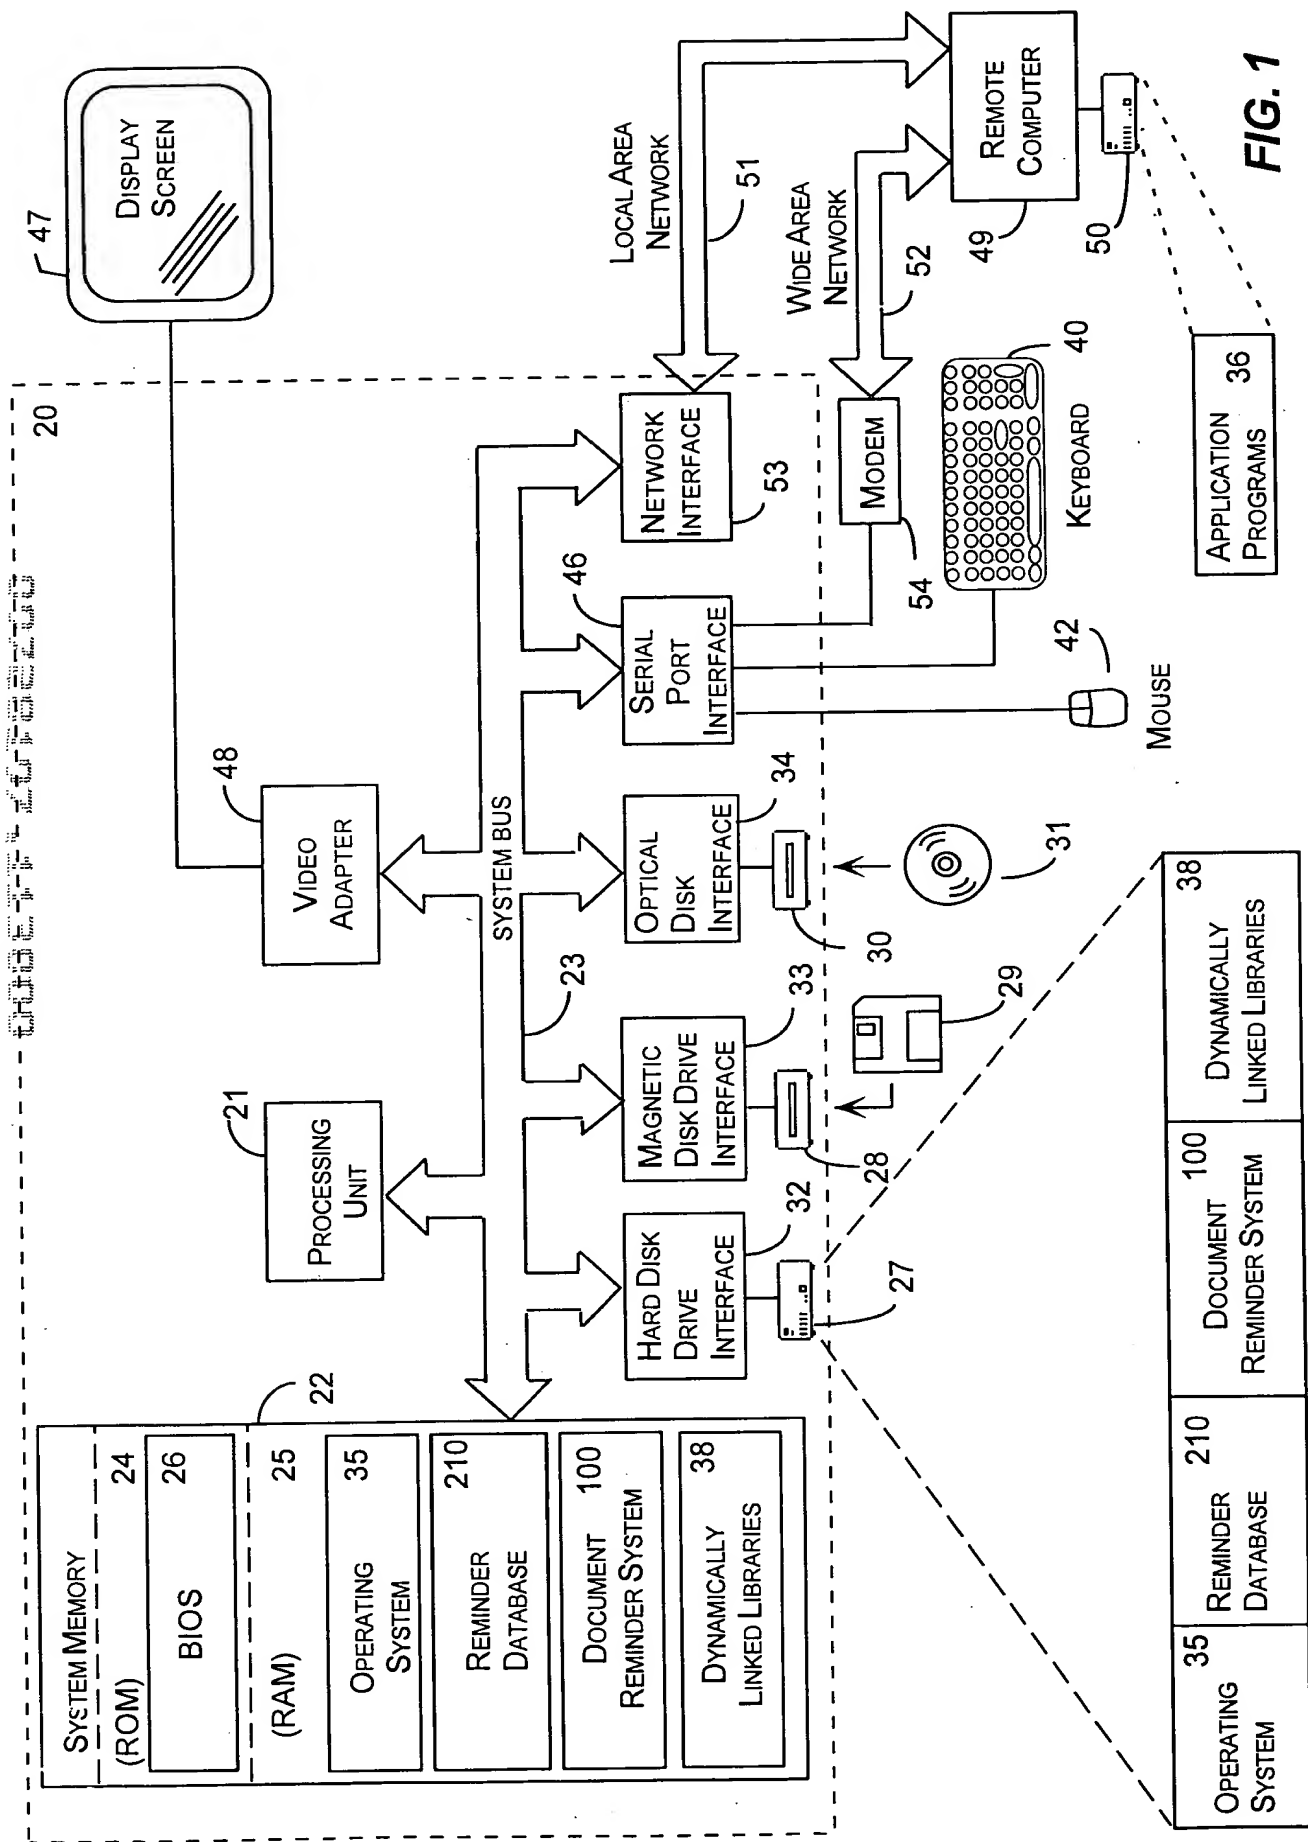 20
SYSTEM MEMORY
(ROM) 24
BIOS 26
22
(RAM) 25
OPERATING
SYSTEM
35
REMINDER
DATABASE
210
DOCUMENT
REMINDER SYSTEM
100
DYNAMICALLY
LINKED LIBRARIES
38
21
PROCESSING
UNIT
48
VIDEO
ADAPTER
47
DISPLAY
SCREEN
SYSTEM BUS
23
HARD DISK
DRIVE
INTERFACE
32
MAGNETIC
DISK DRIVE
INTERFACE
33
OPTICAL
DISK
INTERFACE
34
SERIAL
PORT
INTERFACE
46
NETWORK
INTERFACE
53
27
28
29
30
31
MODEM
54
KEYBOARD
40
MOUSE
42
LOCAL AREA
NETWORK
51
WIDE AREA
NETWORK
52
REMOTE
COMPUTER
49
50
APPLICATION
PROGRAMS
36
OPERATING
SYSTEM
35
REMINDER
DATABASE
210
DOCUMENT
REMINDER SYSTEM
100
DYNAMICALLY
LINKED LIBRARIES
38
FIG. 1